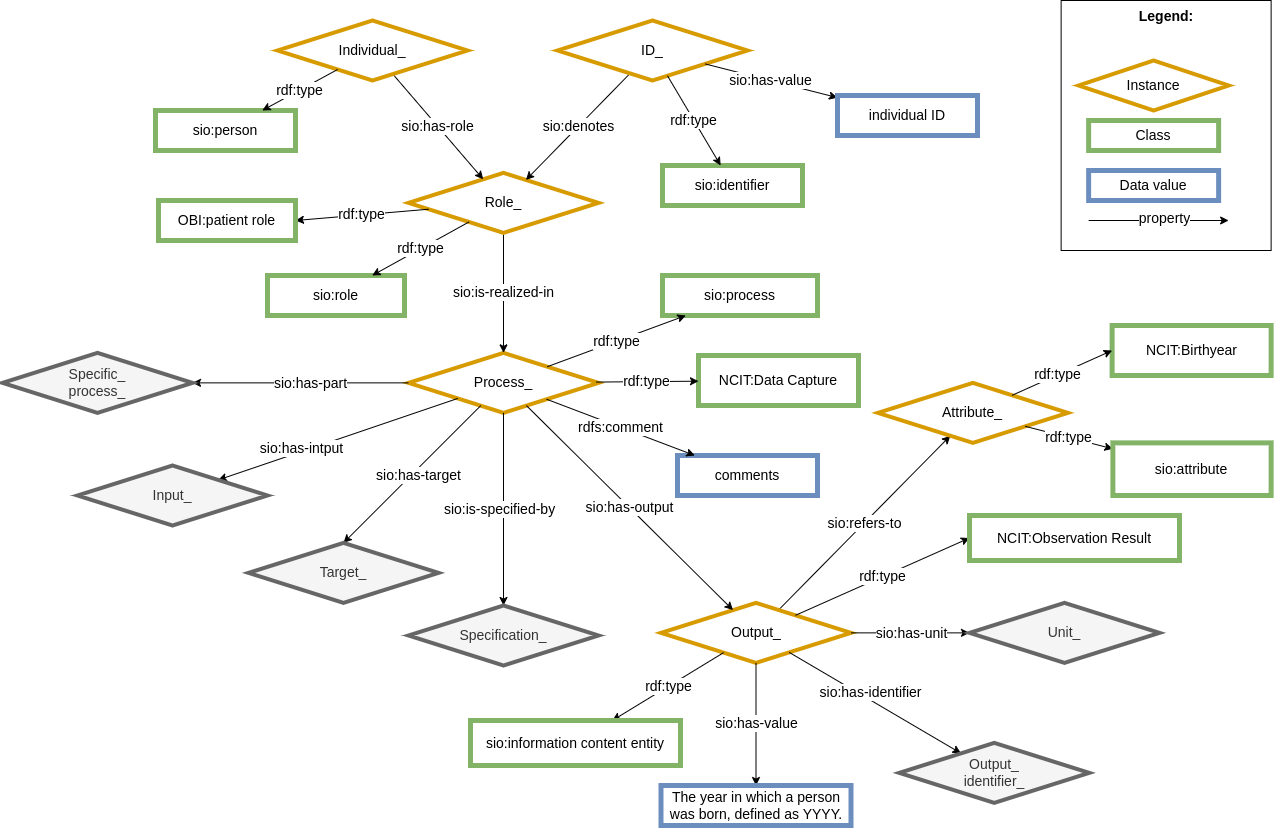 Legend:
Individual_
ID_
sio:has-value
Instance
rdf:type
individual ID
rdf:type
sio:person
sio:has-role
sio:denotes
Class
sio:identifier
Data value
Role_
rdf:type
OBI:patient role
property
rdf:type
sio:is-realized-in
sio:role
sio:process
rdf:type
NCIT:Birthyear
Specific_
process_
sio:has-part
Process_
rdf:type
NCIT:Data Capture
rdf:type
Attribute_
rdfs:comment
rdf:type
sio:has-intput
sio:has-target
comments
sio:attribute
Input_
sio:is-specified-by
sio:has-output
sio:refers-to
NCIT:Observation Result
Target_
rdf:type
Specification_
Output_
sio:has-unit
Unit_
rdf:type
sio:has-identifier
sio:has-value
sio:information content entity
Output_
identifier_
The year in which a person
was born, defined as YYYY.